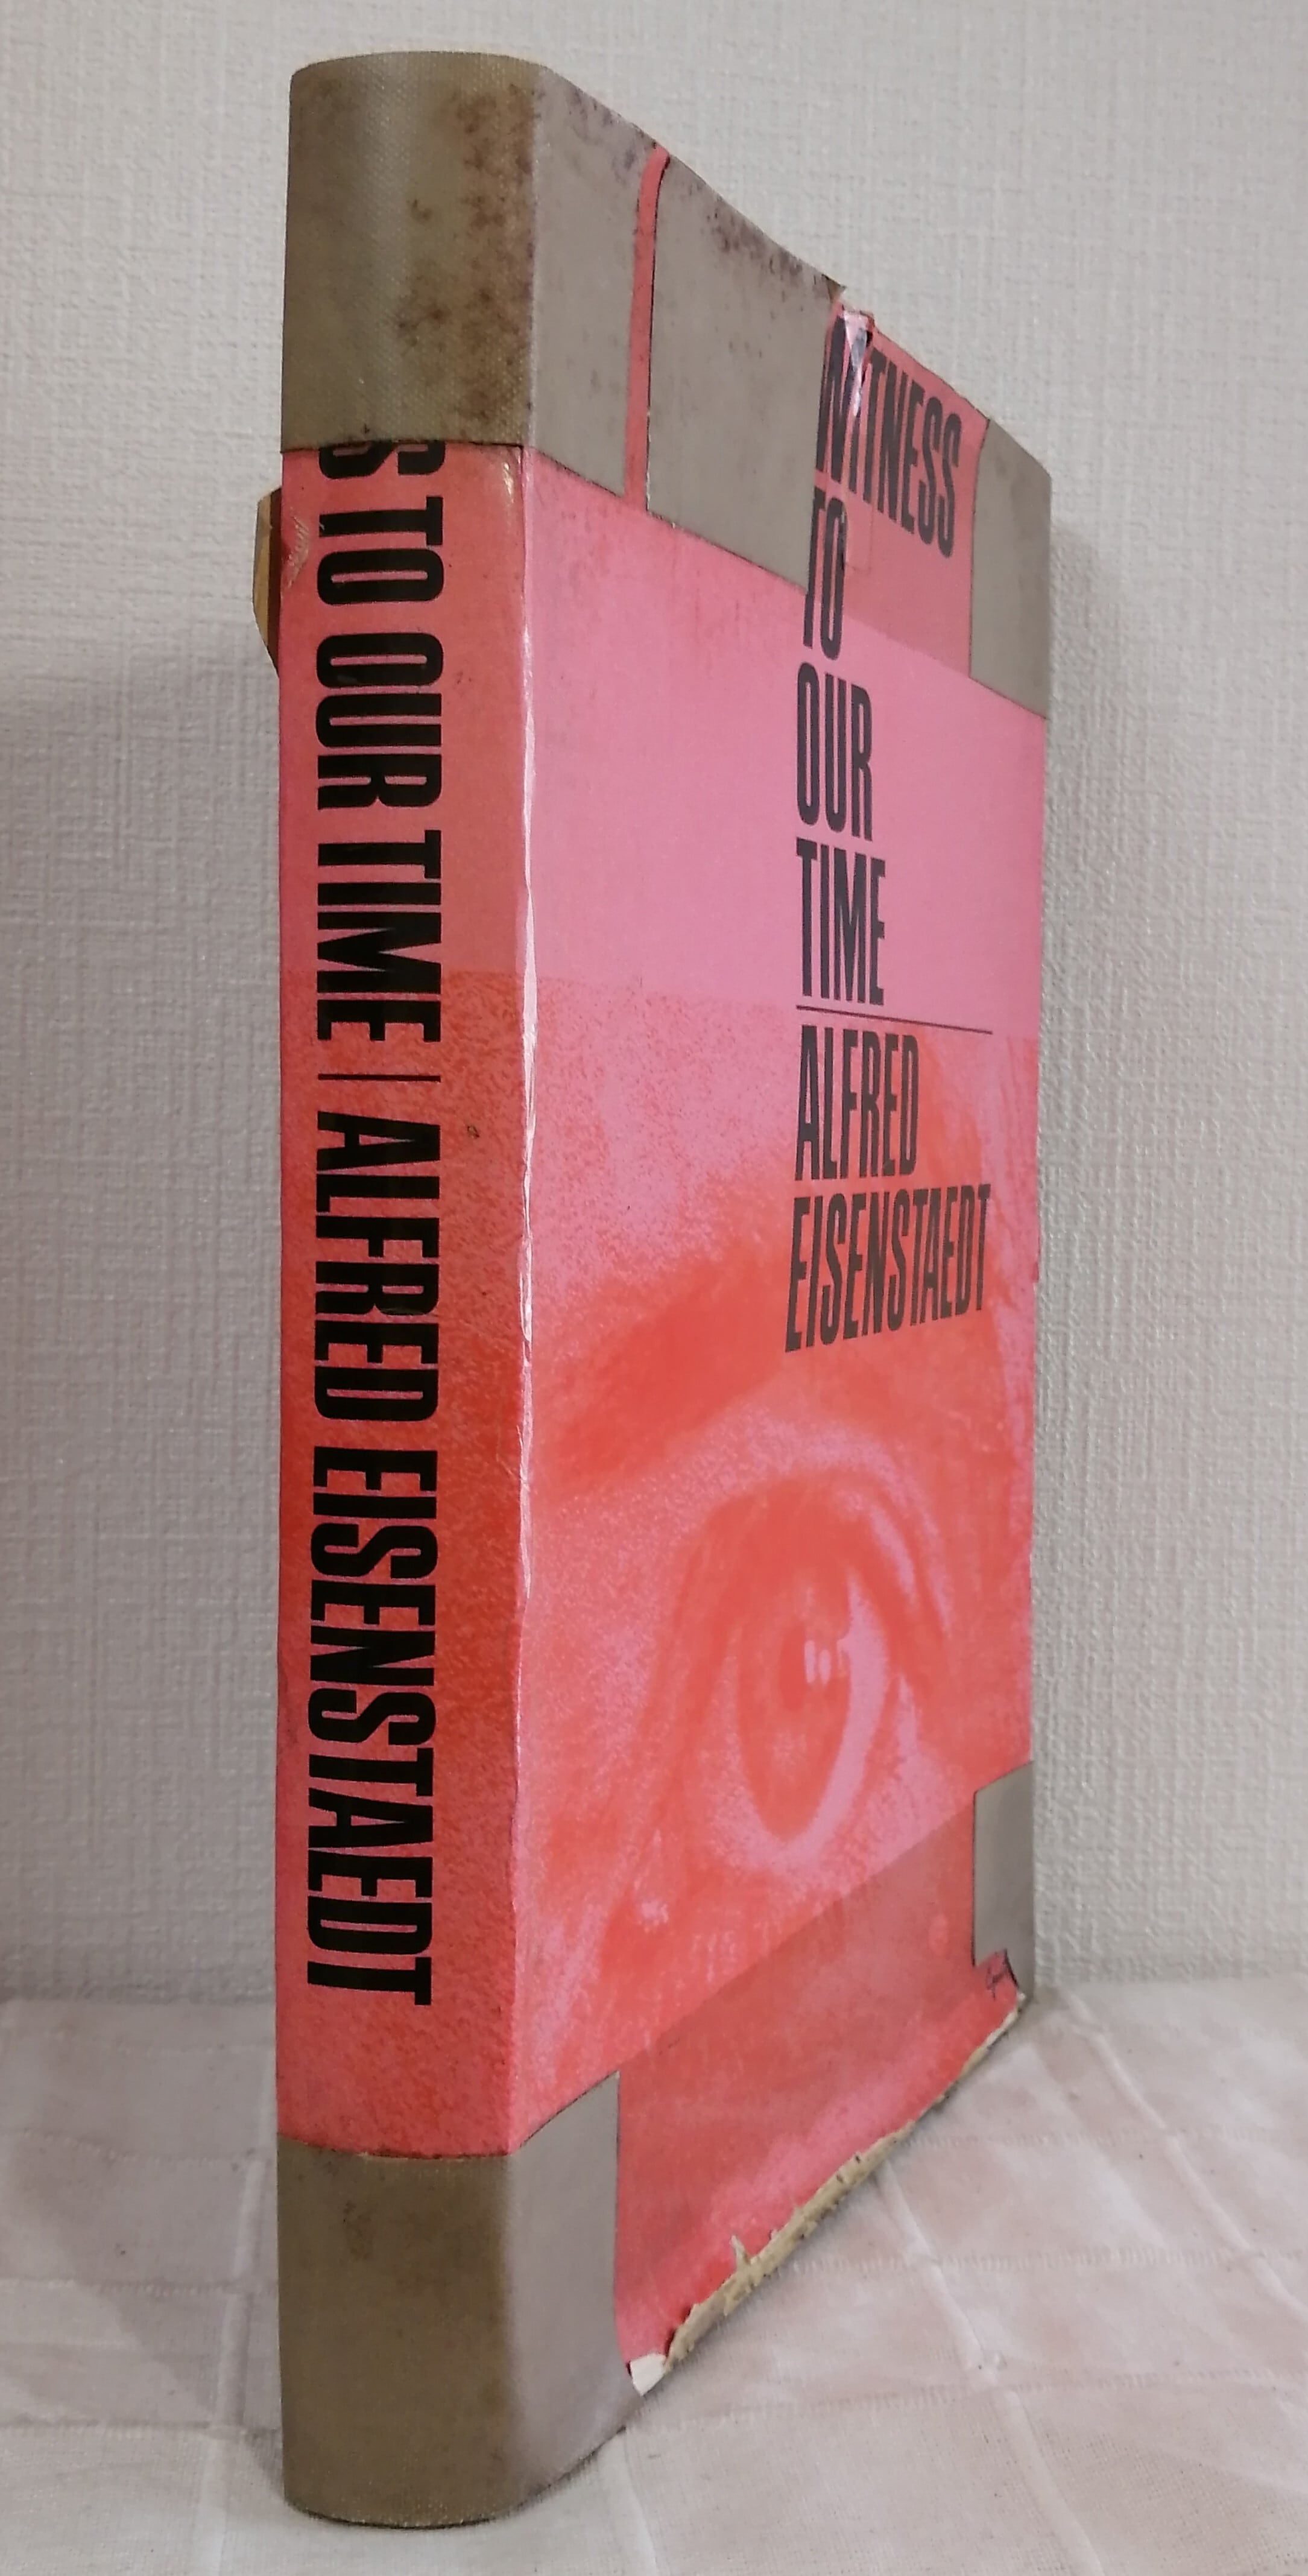 S TO OUR TIME | ALFRED EISENSTAEDT
WITNESS
TO
OUR
TIME
ALFRED
EISENSTAEDT